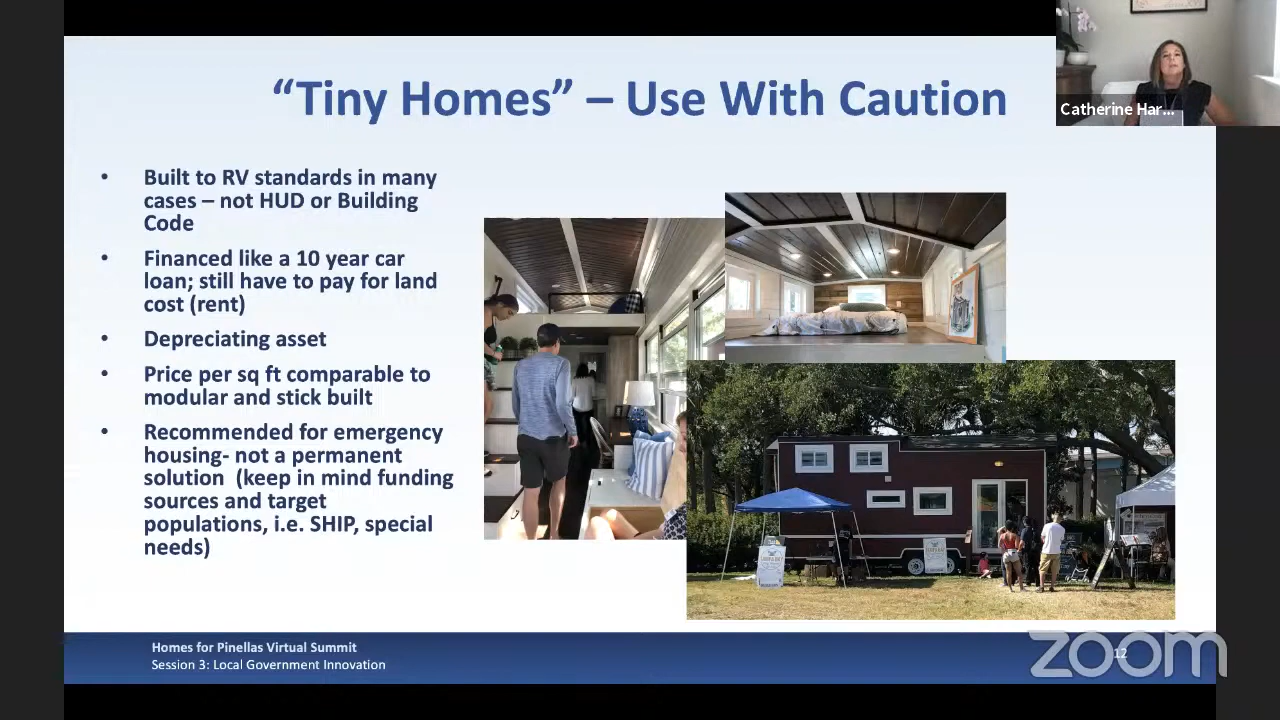 “Tiny Homes” – Use With Caution
Catherine Har...
• Built to RV standards in many
cases – not HUD or Building
Code
• Financed like a 10 year car
loan; still have to pay for land
cost (rent)
• Depreciating asset
• Price per sq ft comparable to
modular and stick built
• Recommended for emergency
housing- not a permanent
solution (keep in mind funding
sources and target
populations, i.e. SHIP, special
needs)
Homes for Pinellas Virtual Summit
Session 3: Local Government Innovation
12
zoom